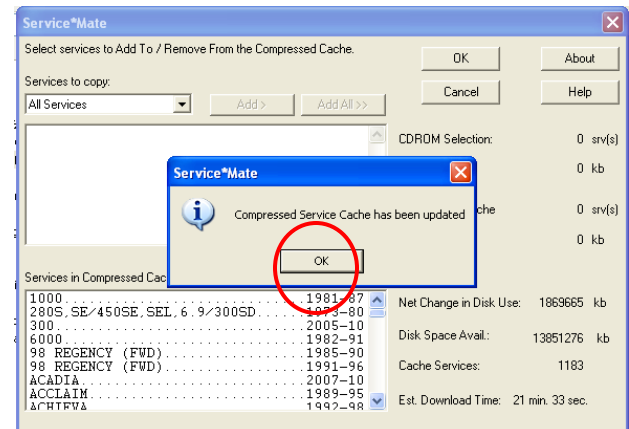 Service*Mate
Select services to Add To / Remove From the Compressed Cache.
OK
About
Services to copy:
Cancel
Help
All Services
Add >
Add All >>
CDROM Selection:
0 srv(s)
0 kb
Service*Mate
Compressed Service Cache has been updated
che
0 srv(s)
0 kb
OK
Services in Compressed Cac
1000..............................1981-87
280S,SE/450SE,SEL,6.9/300SD.......1973-80
300...............................2005-10
6000..............................1982-91
98 REGENCY (FWD)..................1985-90
98 REGENCY (FWD)..................1991-96
ACADIA............................2007-10
ACCLAIM...........................1989-95
ACHIEVA...........................1992-98
Net Change in Disk Use: 1869665 kb
Disk Space Avail.: 13851276 kb
Cache Services: 1183
Est. Download Time: 21 min. 33 sec.